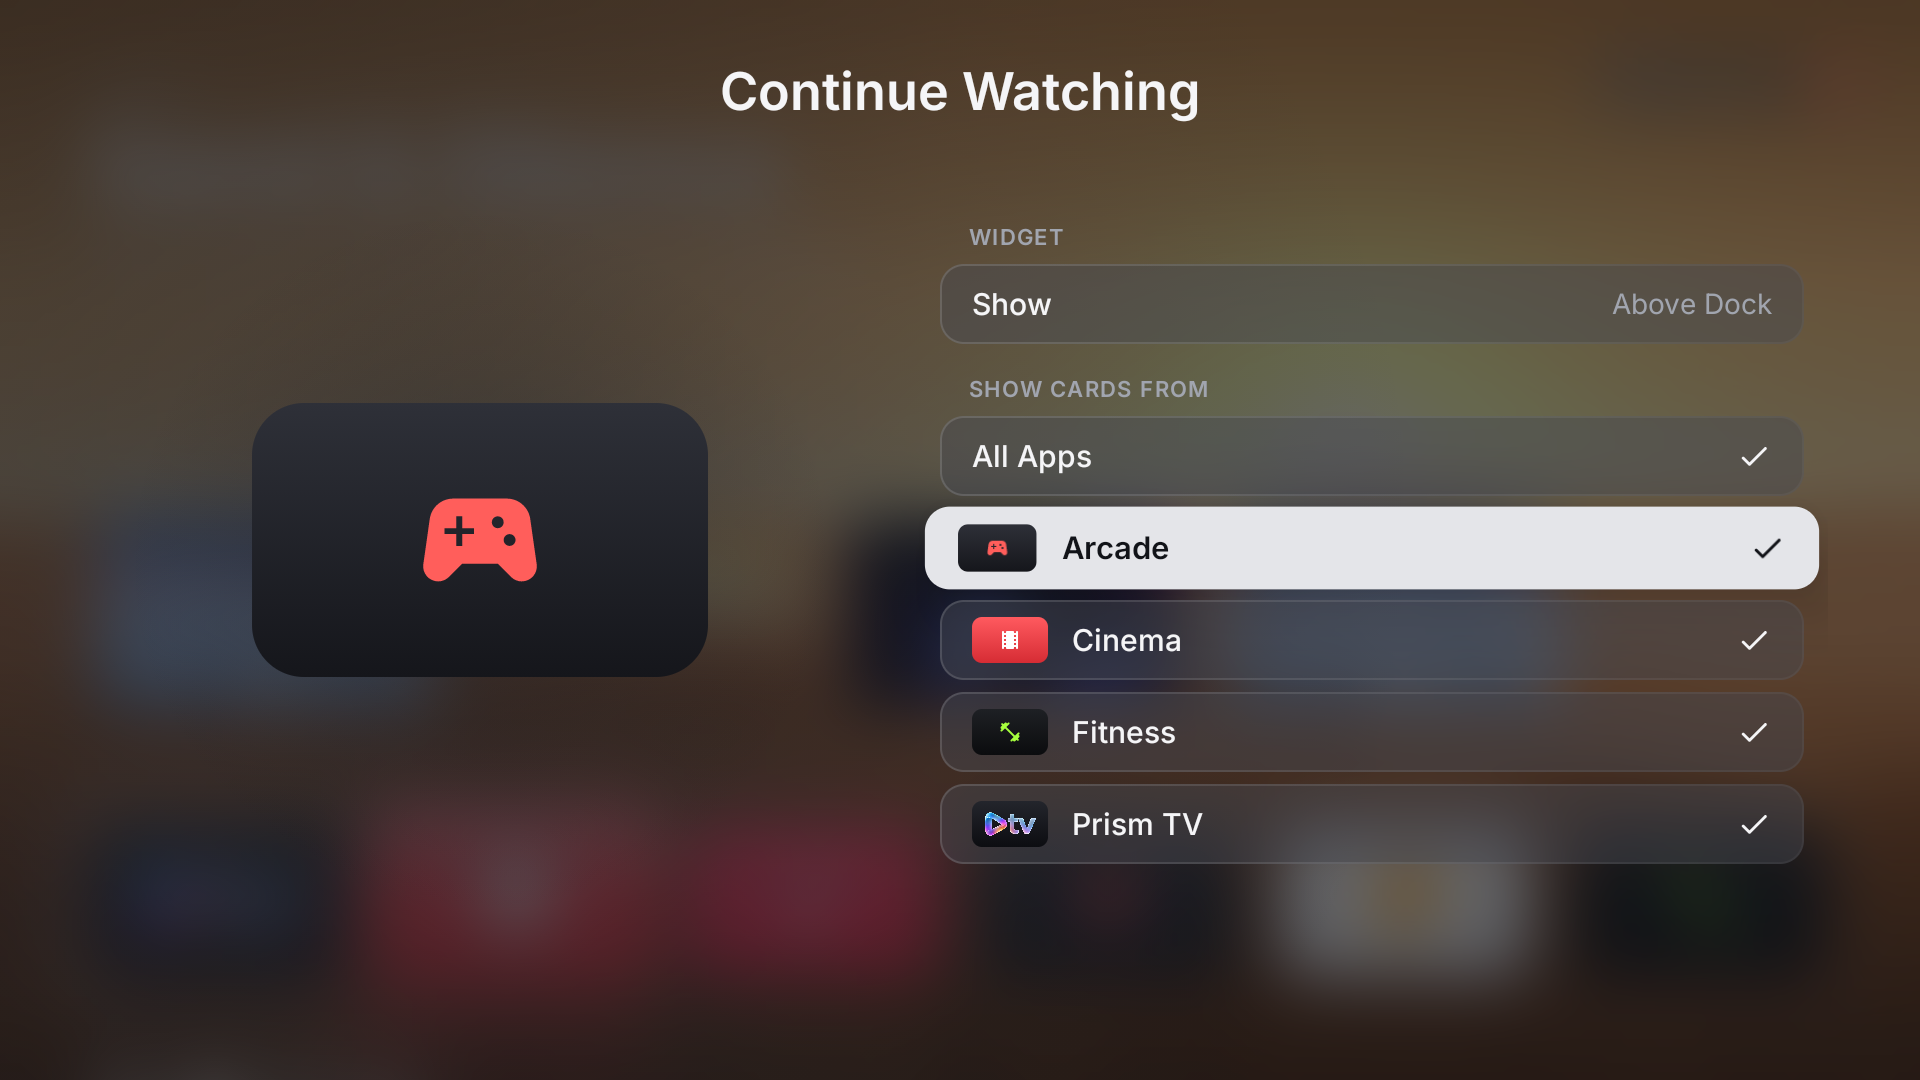 Continue Watching
WIDGET
Show
Above Dock
SHOW CARDS FROM
All Apps
Arcade
Cinema
Fitness
tv
Prism TV